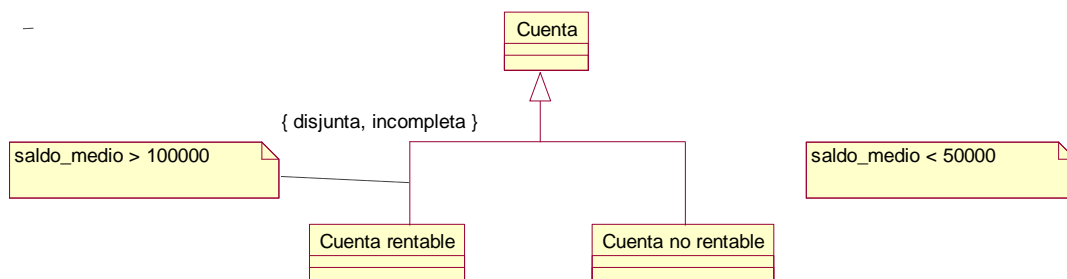 Cuenta
{ disjunta, incompleta }
saldo_medio > 100000
saldo_medio < 50000
Cuenta rentable
Cuenta no rentable